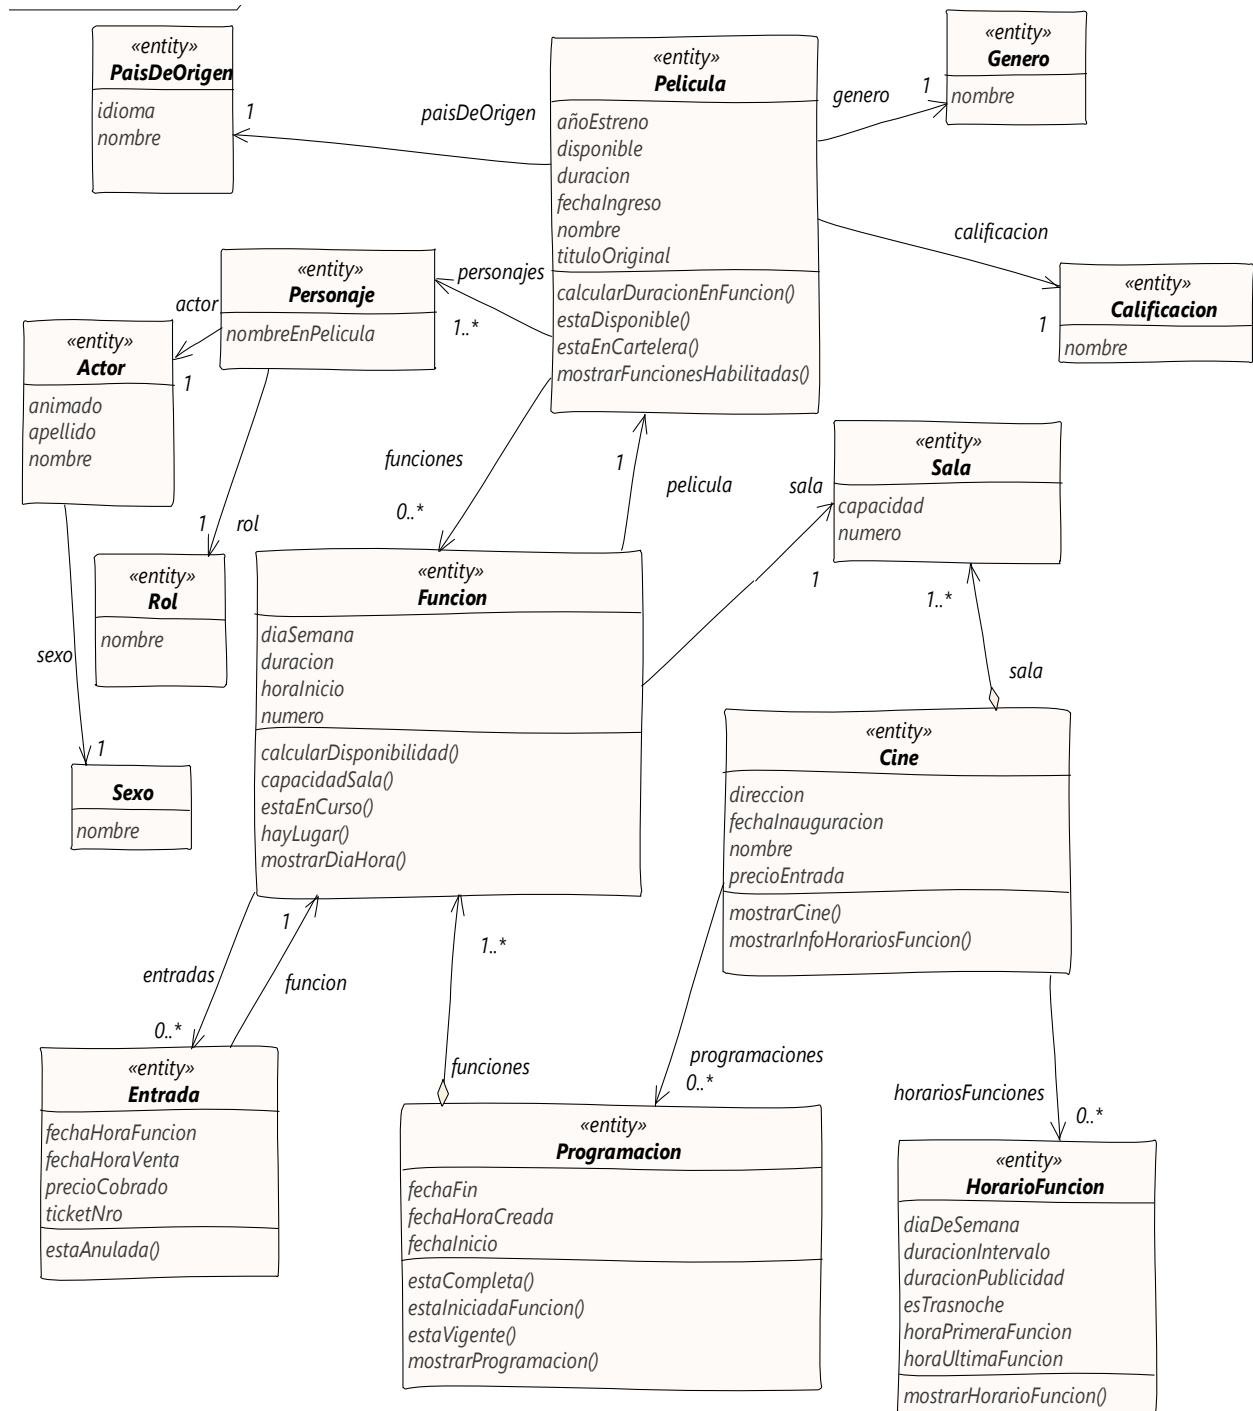 «entity»
PaisDeOrigen
idioma
nombre
1
paisDeOrigen
«entity»
Pelicula
añoEstreno
disponible
duracion
fechaIngreso
nombre
tituloOriginal
calcularDuracionEnFuncion()
estaDisponible()
estaEnCartelera()
mostrarFuncionesHabilitadas()
genero
1
«entity»
Genero
nombre
calificacion
1
«entity»
Calificacion
nombre
personajes
1..*
«entity»
Personaje
nombreEnPelicula
actor
1
«entity»
Actor
animado
apellido
nombre
1
rol
«entity»
Rol
nombre
sexo
1
Sexo
nombre
funciones
0..*
1
pelicula
sala
1
«entity»
Sala
capacidad
numero
1..*
sala
«entity»
Funcion
diaSemana
duracion
horaInicio
numero
calcularDisponibilidad()
capacidadSala()
estaEnCurso()
hayLugar()
mostrarDiaHora()
«entity»
Cine
direccion
fechaInauguracion
nombre
precioEntrada
mostrarCine()
mostrarInfoHorariosFuncion()
entradas
0..*
1
funcion
1..*
funciones
programaciones
0..*
horariosFunciones
0..*
«entity»
Entrada
fechaHoraFuncion
fechaHoraVenta
precioCobrado
ticketNro
estaAnulada()
«entity»
Programacion
fechaFin
fechaHoraCreada
fechaInicio
estaCompleta()
estaIniciadaFuncion()
estaVigente()
mostrarProgramacion()
«entity»
HorarioFuncion
diaDeSemana
duracionIntervalo
duracionPublicidad
esTrasnoche
horaPrimeraFuncion
horaUltimaFuncion
mostrarHorarioFuncion()